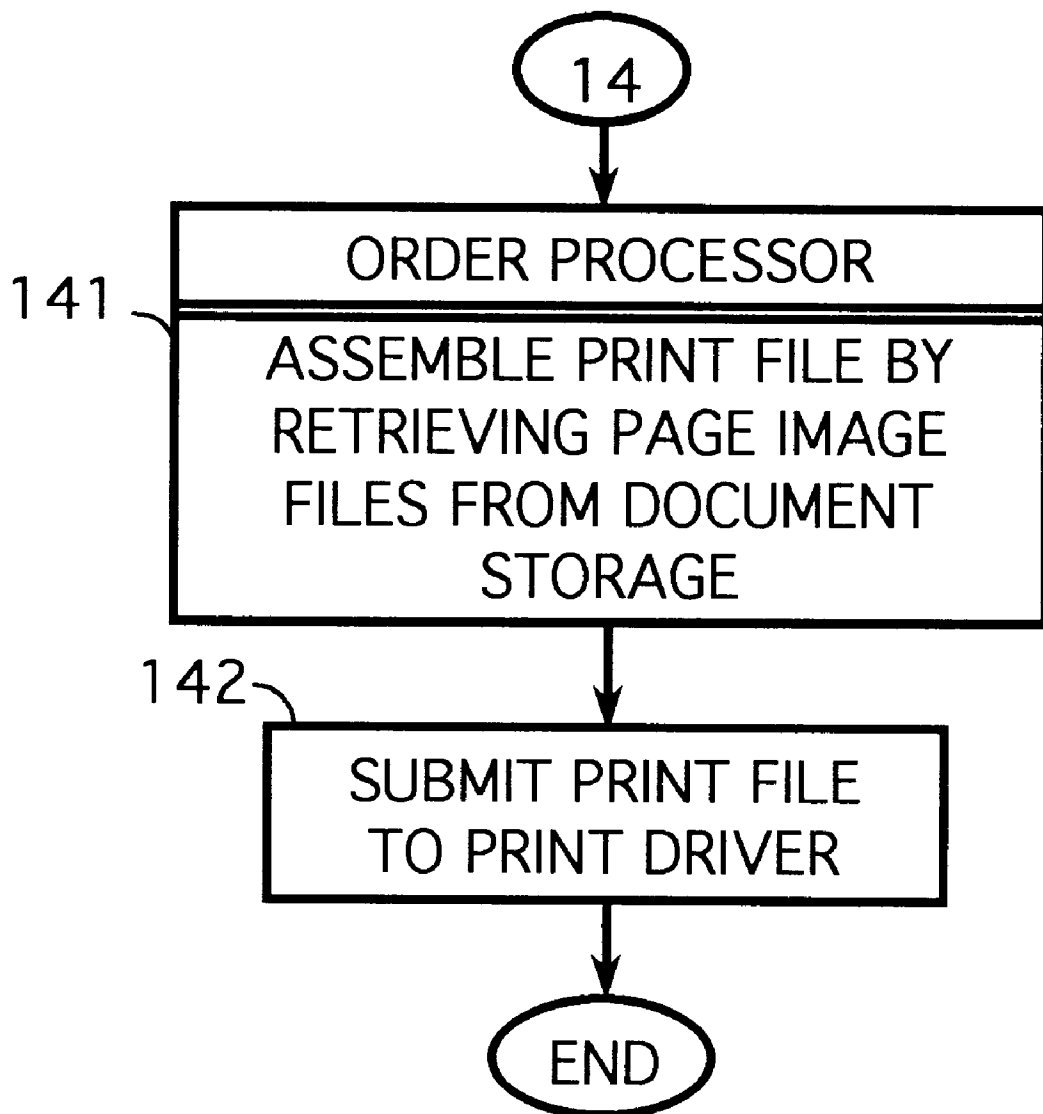 14
ORDER PROCESSOR
141
ASSEMBLE PRINT FILE BY
RETRIEVING PAGE IMAGE
FILES FROM DOCUMENT
STORAGE
142
SUBMIT PRINT FILE
TO PRINT DRIVER
END